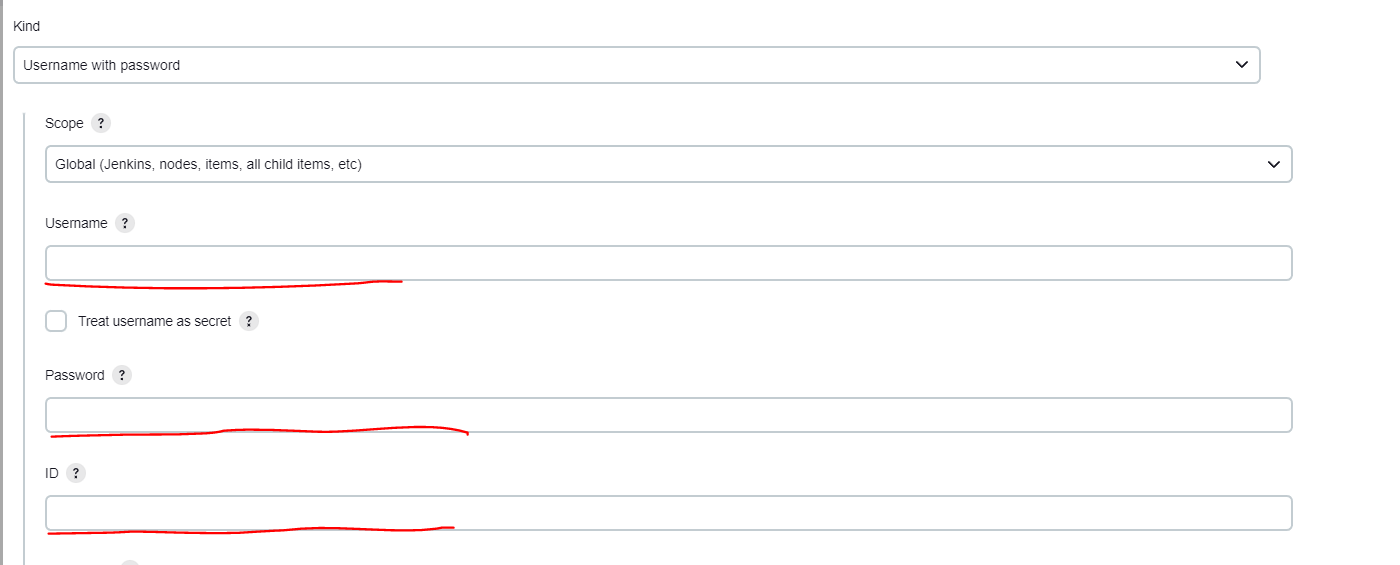 Kind
Username with password
Scope ?
Global (Jenkins, nodes, items, all child items, etc)
Username ?
Treat username as secret ?
Password ?
ID ?